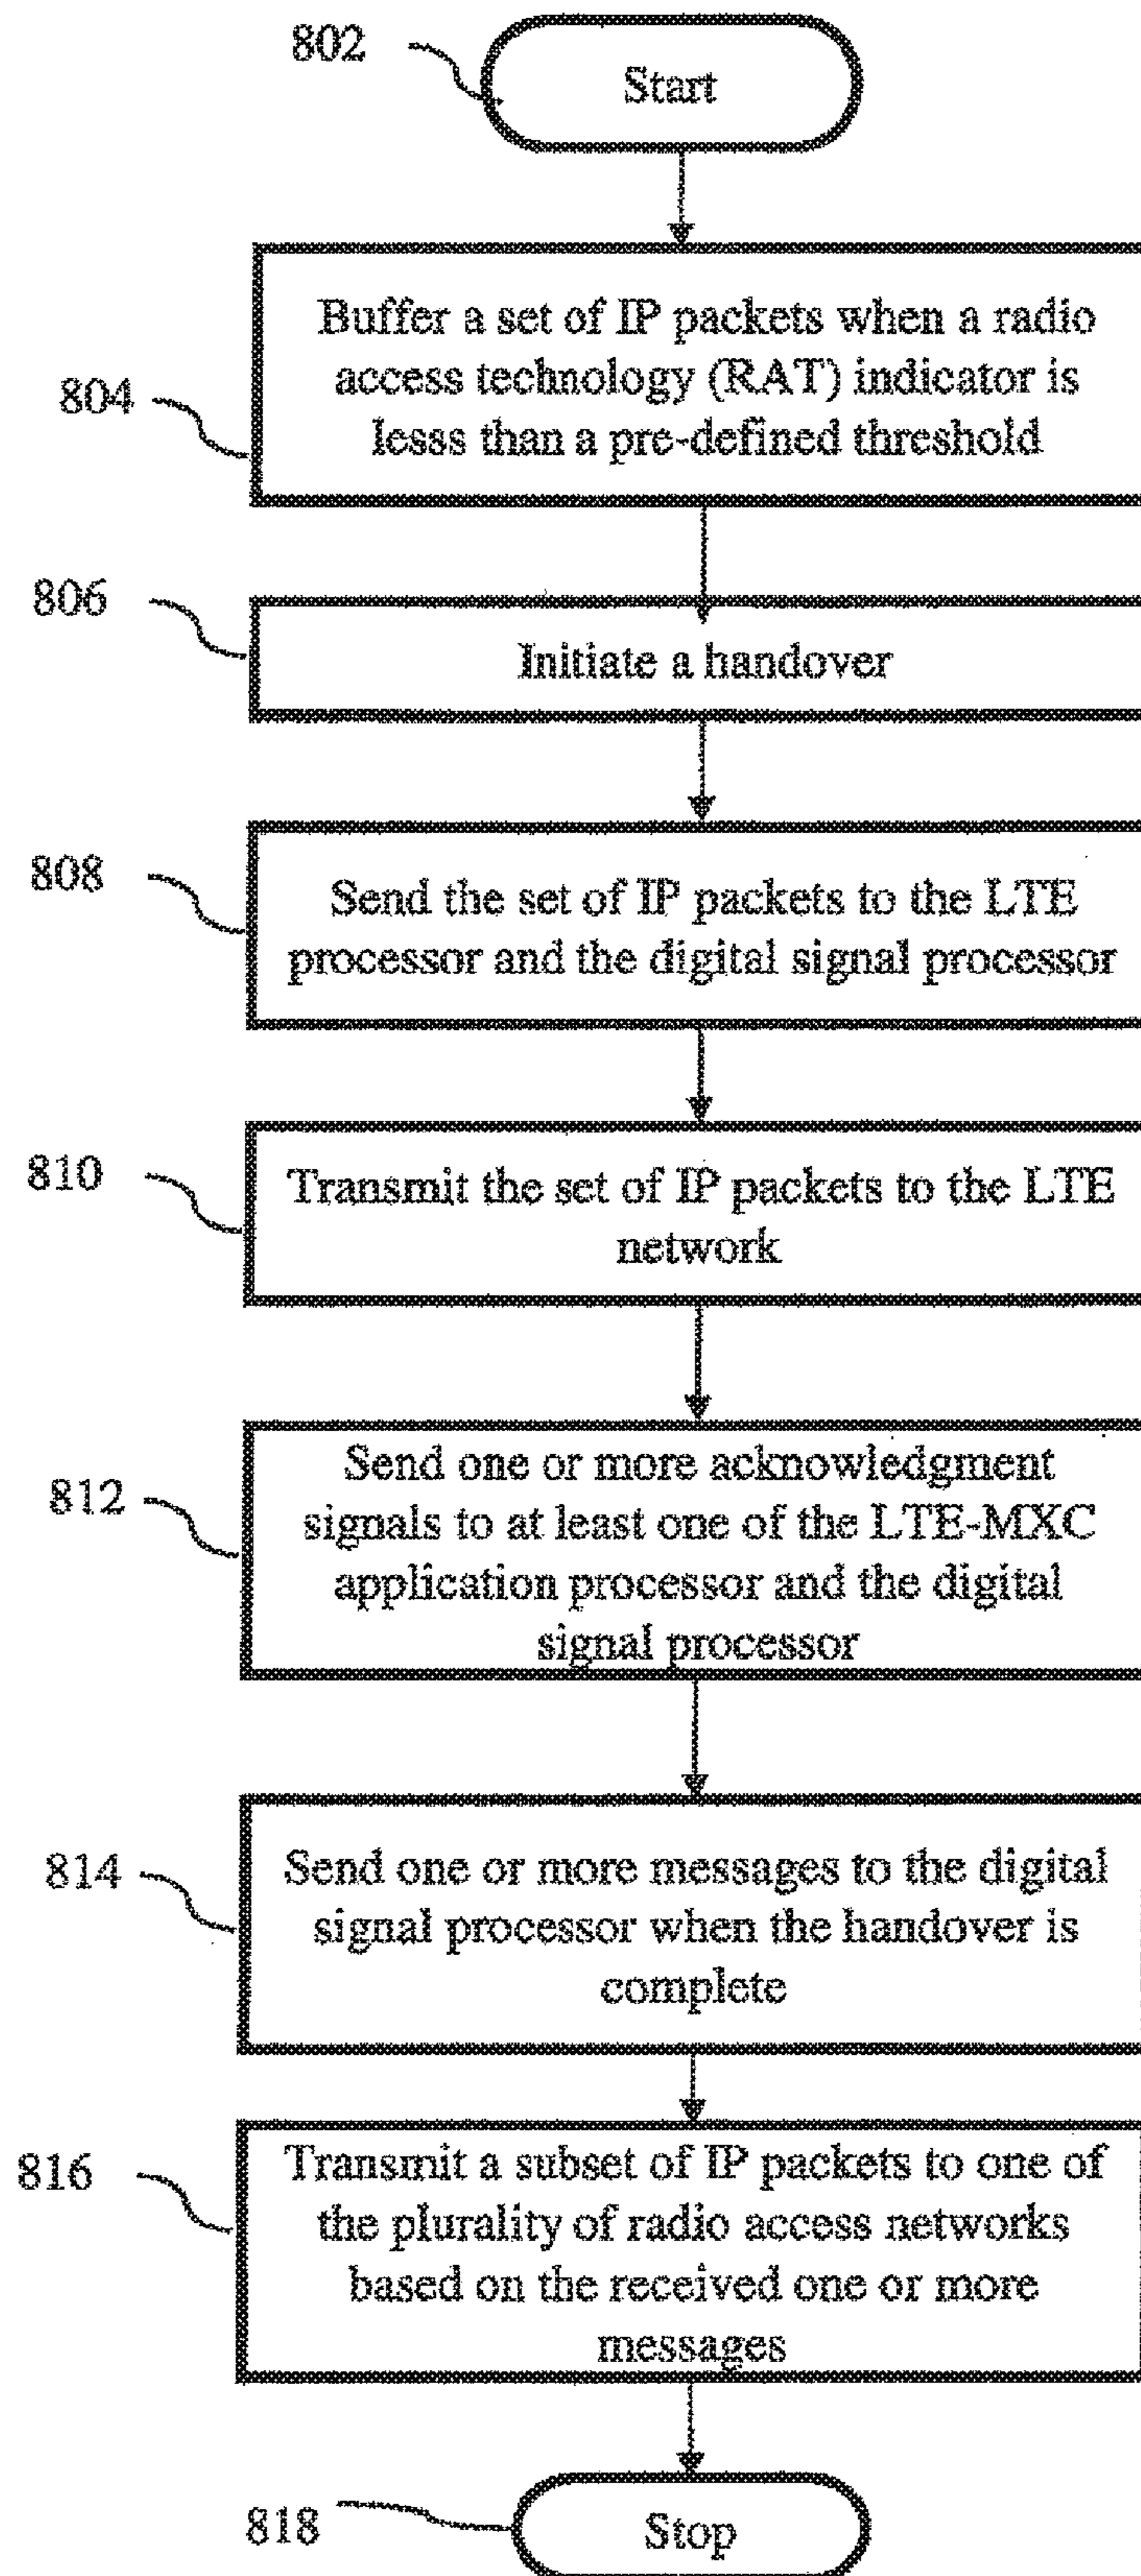 802
Start
804
Buffer a set of IP packets when a radio
access technology (RAT) indicator is
lesss than a pre-defined threshold
806
Initiate a handover
808
Send the set of IP packets to the LTE
processor and the digital signal processor
810
Transmit the set of IP packets to the LTE
network
812
Send one or more acknowledgment
signals to at least one of the LTE-MXC
application processor and the digital
signal processor
814
Send one or more messages to the digital
signal processor when the handover is
complete
816
Transmit a subset of IP packets to one of
the plurality of radio access networks
based on the received one or more
messages
818
Stop